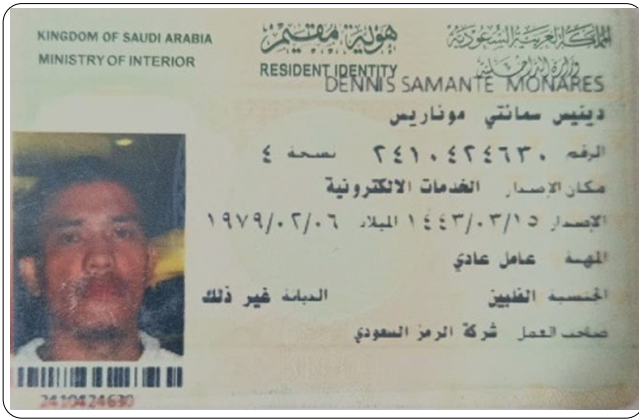 KINGDOM OF SAUDI ARABIA
MINISTRY OF INTERIOR
هوية مقيم
RESIDENT IDENTITY
المملكة العربية السعودية
وزارة الداخلية
DENNIS SAMANTE MONARES
دينيس سمانتي موناريس
الرقم ٢٤١٠٤٢٤٦٣٠ نسخة ٤
مكان الإصدار الخدمات الالكترونية
الإصدار ١٤٤٣/٠٣/١٥ الميلاد ١٩٧٩/٠٢/٠٦
المهنة عامل عادي
الجنسية الفلبين الديانة غير ذلك
صاحب العمل شركة الرمز السعودي
2410424630